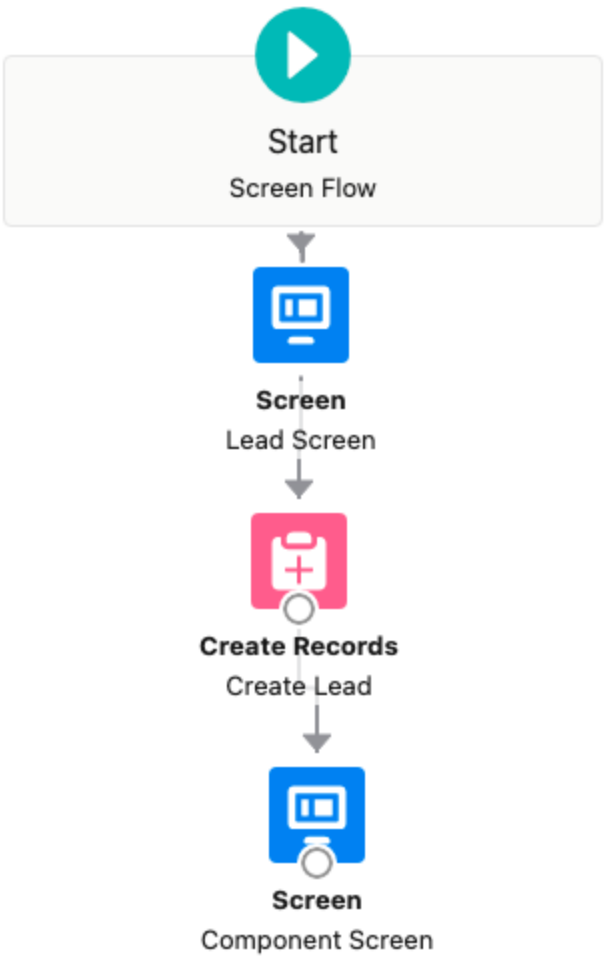 Start
Screen Flow
Screen
Lead Screen
Create Records
Create Lead
Screen
Component Screen